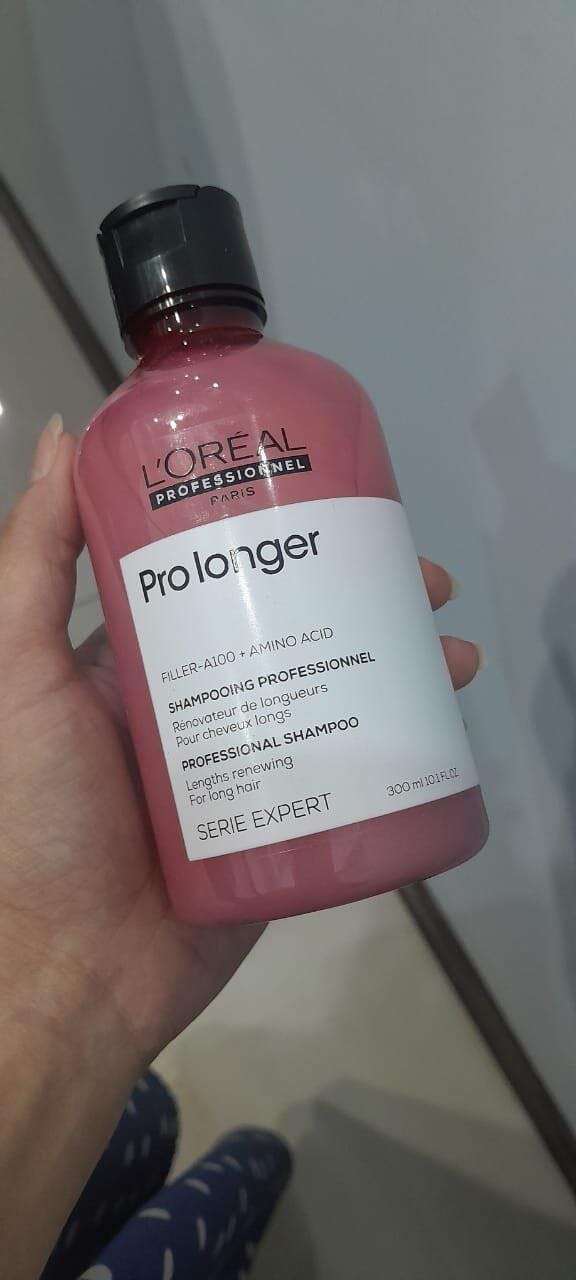 L'ORÉAL
PROFESSIONNEL
PARIS
Pro longer
FILLER-A100 + AMINO ACID
SHAMPOOING PROFESSIONNEL
Rénovateur de longueurs
Pour cheveux longs
PROFESSIONAL SHAMPOO
Lengths renewing
For long hair
SERIE EXPERT
300 ml 10.1 FL.OZ